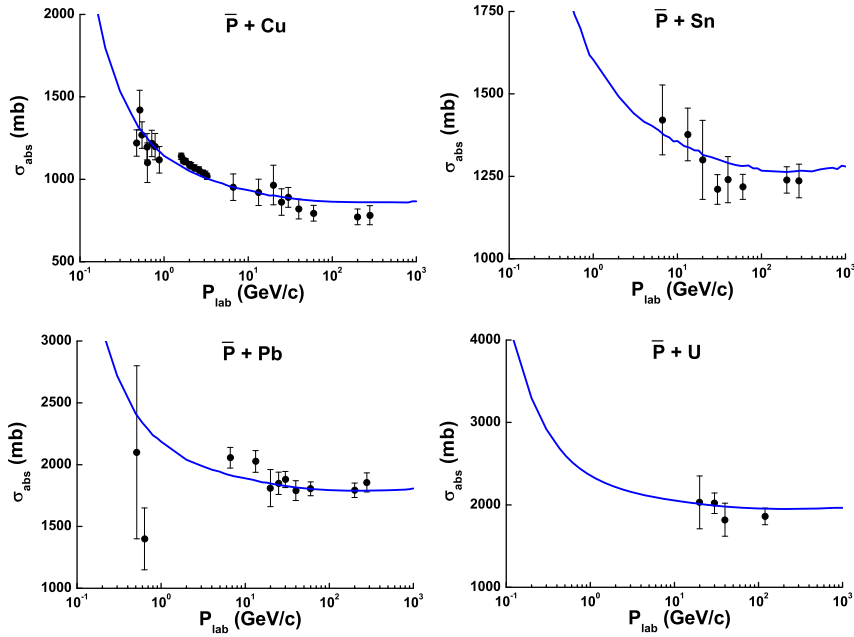 P̅ + Cu
2000
1500
1000
500
σabs (mb)
10⁻¹ 10⁰ 10¹ 10² 10³
Plab (GeV/c)
P̅ + Sn
1750
1500
1250
1000
σabs (mb)
10⁻¹ 10⁰ 10¹ 10² 10³
Plab (GeV/c)
P̅ + Pb
3000
2500
2000
1500
1000
σabs (mb)
10⁻¹ 10⁰ 10¹ 10² 10³
Plab (GeV/c)
P̅ + U
4000
3000
2000
1000
σabs (mb)
10⁻¹ 10⁰ 10¹ 10² 10³
Plab (GeV/c)